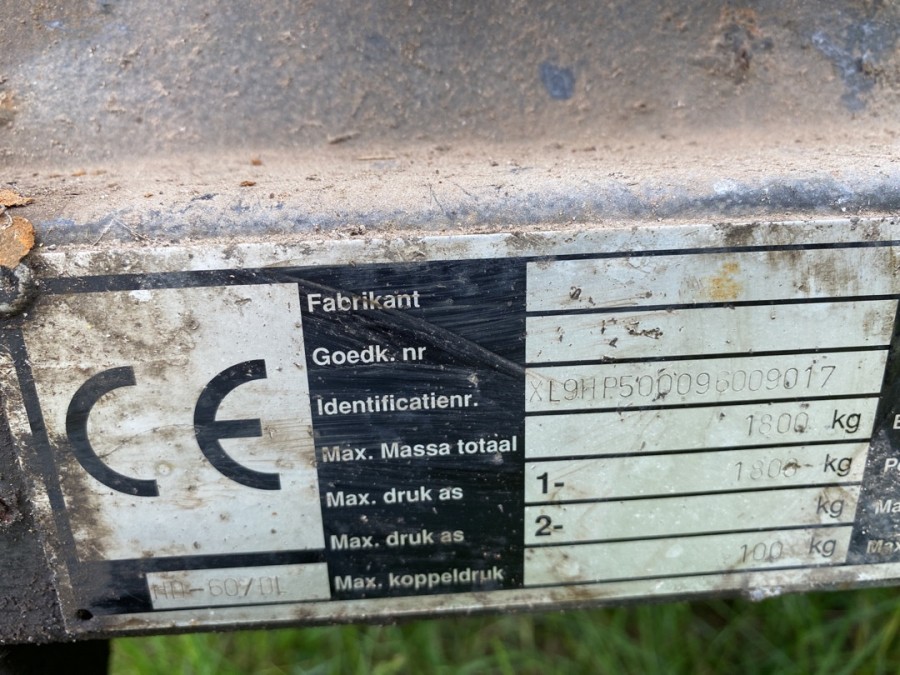 CE
Fabrikant
Goedk. nr
Identificatienr.
Max. Massa totaal 1800 kg
Max. druk as 1- 1800 kg
Max. druk as 2- kg
Max. koppeldruk 100 kg